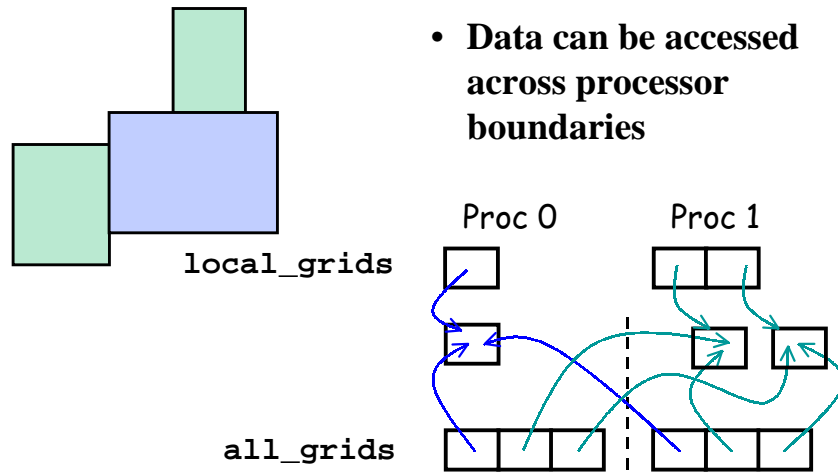 • Data can be accessed
across processor
boundaries
Proc 0 Proc 1
local_grids
all_grids